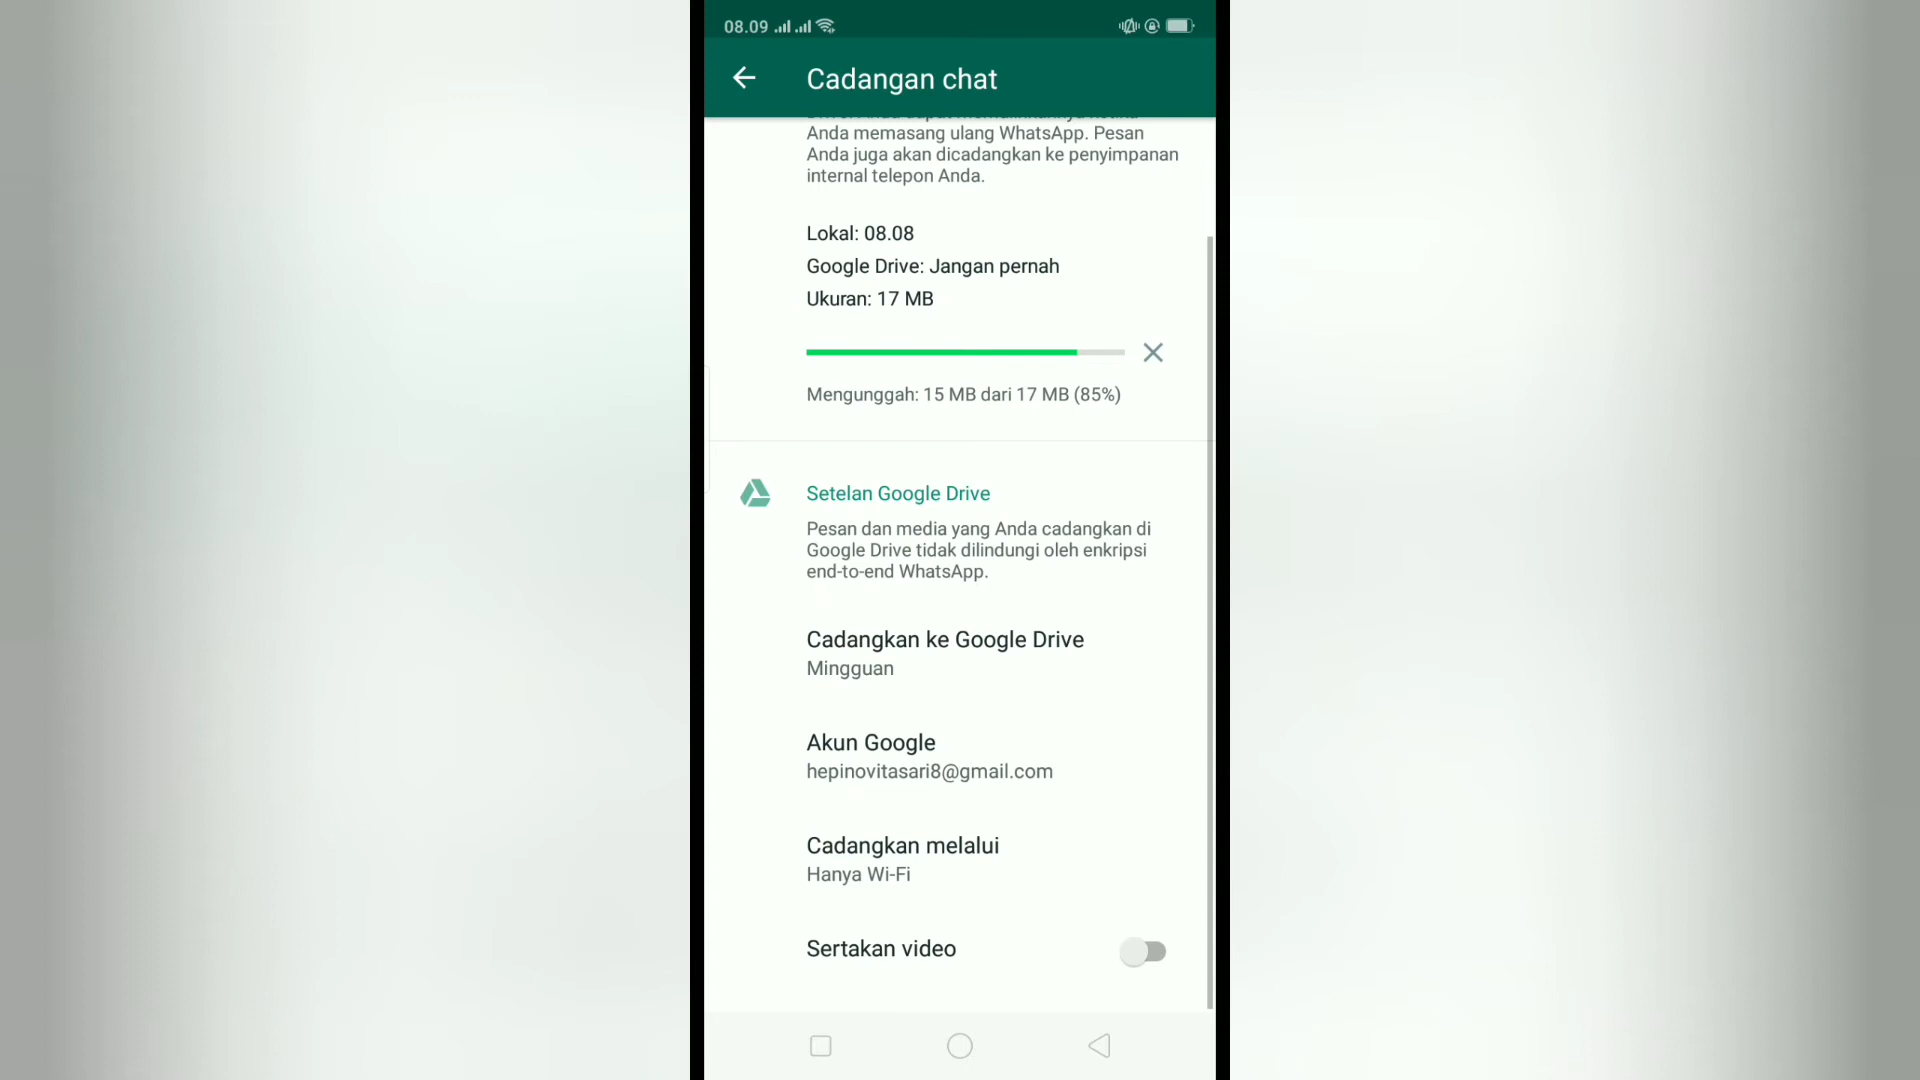 08.09
Cadangan chat
Anda memasang ulang WhatsApp. Pesan
Anda juga akan dicadangkan ke penyimpanan
internal telepon Anda.
Lokal: 08.08
Google Drive: Jangan pernah
Ukuran: 17 MB
Mengunggah: 15 MB dari 17 MB (85%)
Setelan Google Drive
Pesan dan media yang Anda cadangkan di
Google Drive tidak dilindungi oleh enkripsi
end-to-end WhatsApp.
Cadangkan ke Google Drive
Mingguan
Akun Google
hepinovitasari8@gmail.com
Cadangkan melalui
Hanya Wi-Fi
Sertakan video